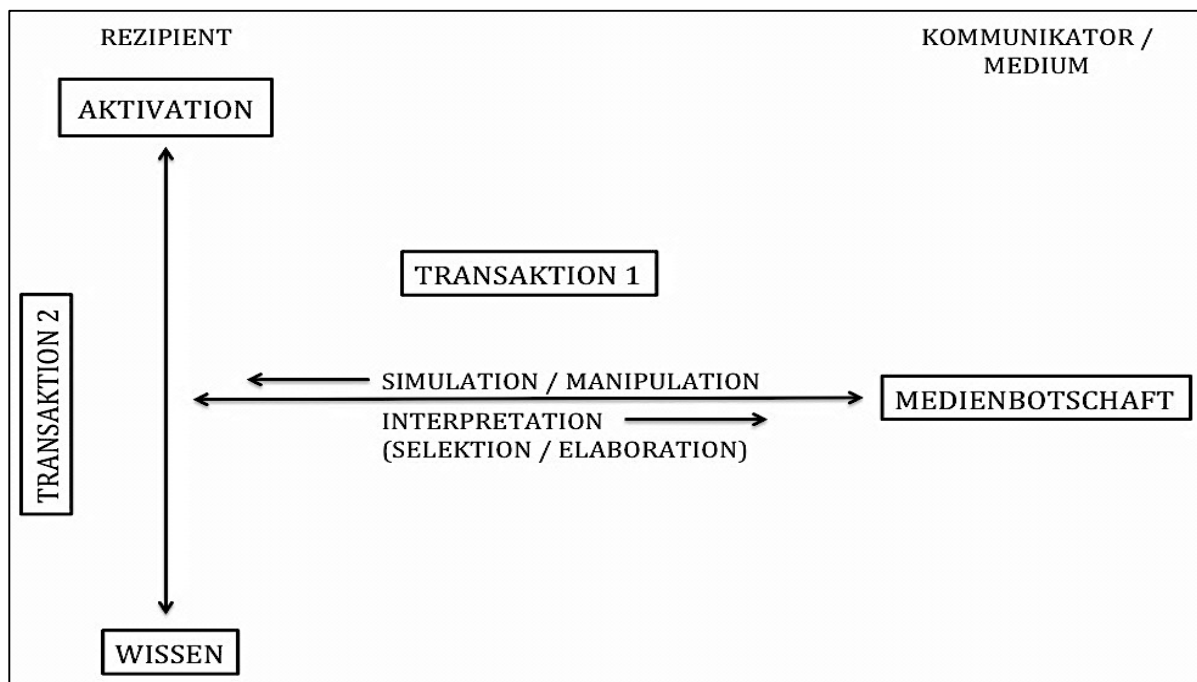 REZIPIENT
KOMMUNIKATOR /
MEDIUM
AKTIVATION
TRANSAKTION 1
TRANSAKTION 2
SIMULATION / MANIPULATION
MEDIENBOTSCHAFT
INTERPRETATION
(SELEKTION / ELABORATION)
WISSEN